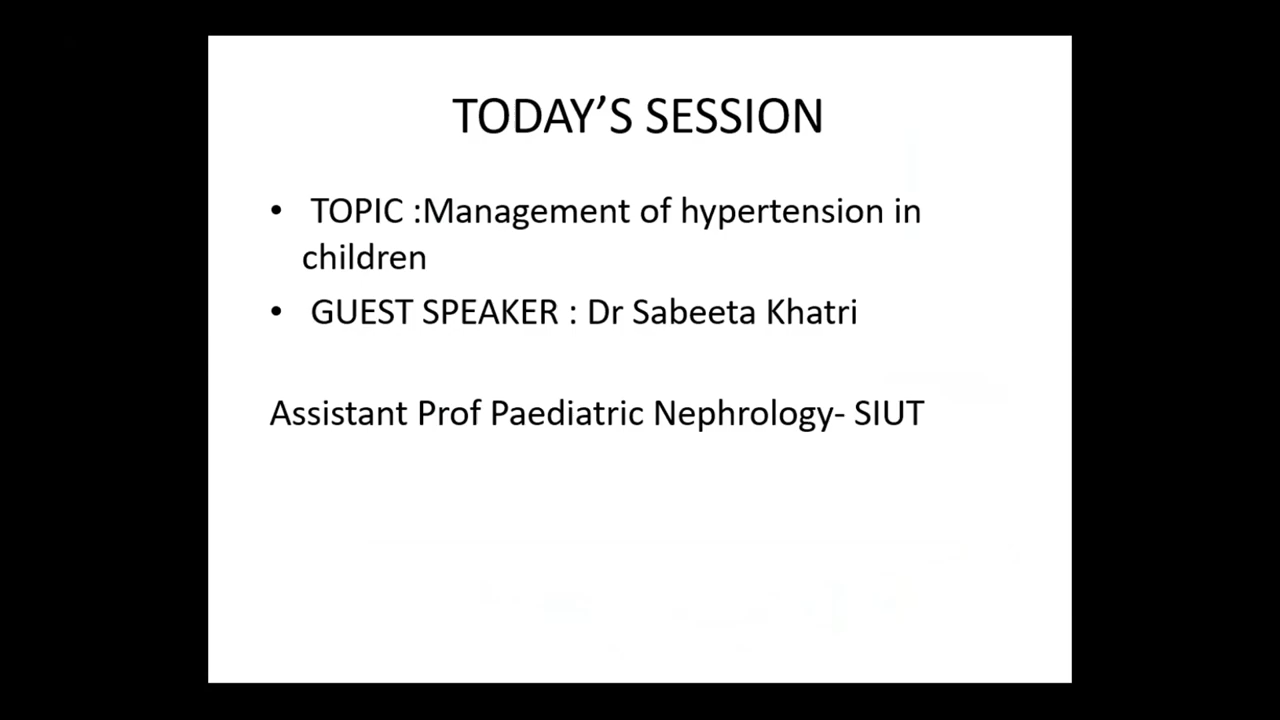 TODAY’S SESSION
• TOPIC :Management of hypertension in
children
• GUEST SPEAKER : Dr Sabeeta Khatri
Assistant Prof Paediatric Nephrology- SIUT